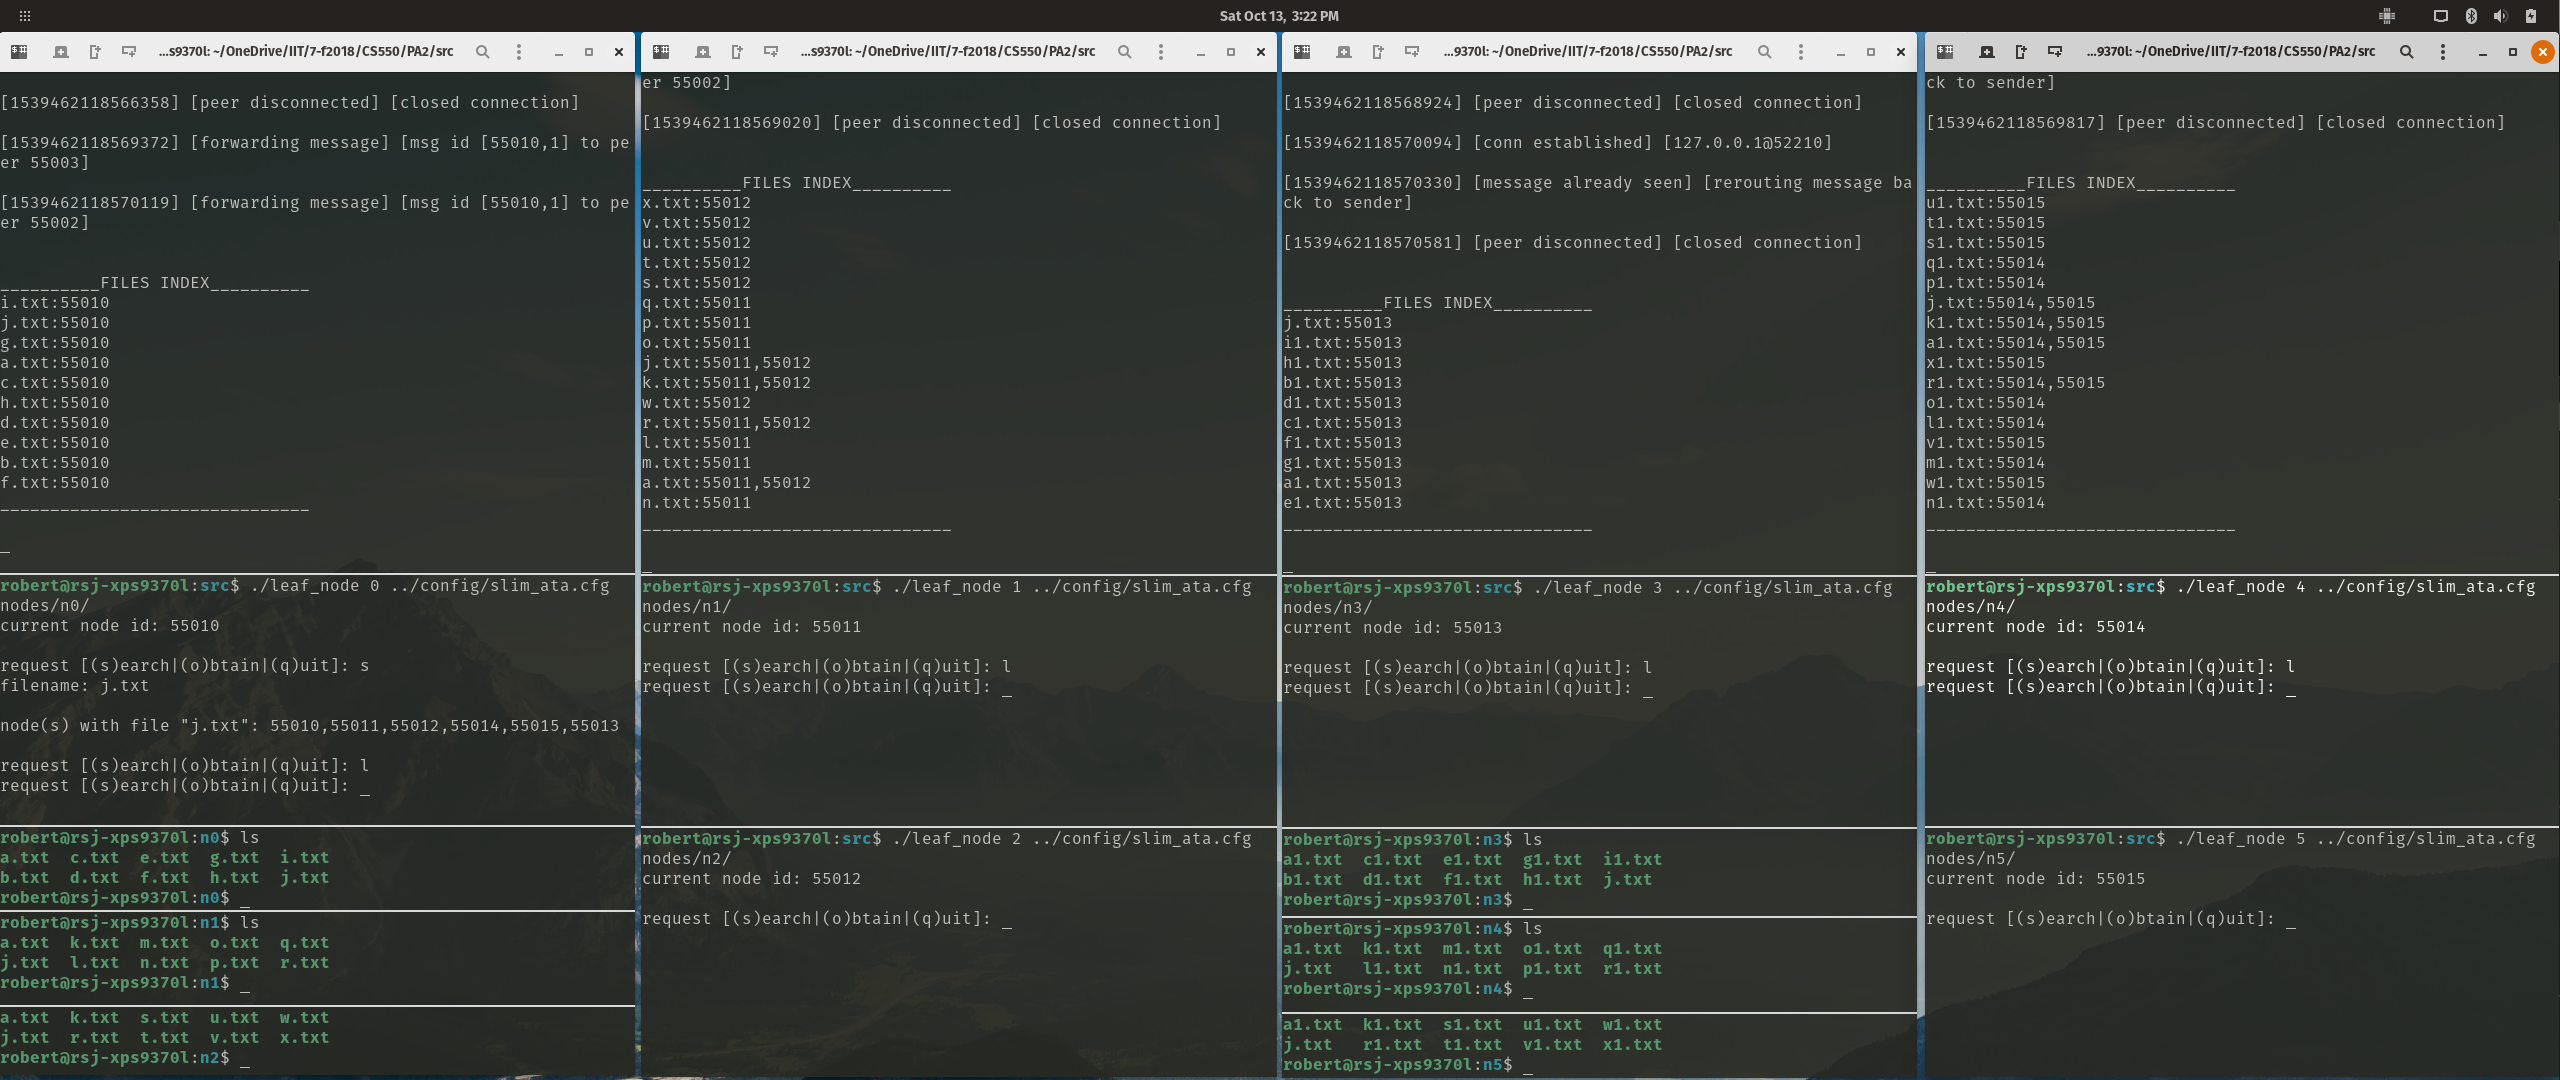 Sat Oct 13, 3:22 PM
...s9370l: ~/OneDrive/IIT/7-f2018/CS550/PA2/src
[1539462118566358] [peer disconnected] [closed connection]
[1539462118569372] [forwarding message] [msg id [55010,1] to pe
er 55003]
[1539462118570119] [forwarding message] [msg id [55010,1] to pe
er 55002]
__________FILES INDEX__________
i.txt:55010
j.txt:55010
g.txt:55010
a.txt:55010
c.txt:55010
h.txt:55010
d.txt:55010
e.txt:55010
b.txt:55010
f.txt:55010
_______________________________
_
robert@rsj-xps9370l:src$ ./leaf_node 0 ../config/slim_ata.cfg
nodes/n0/
current node id: 55010
request [(s)earch|(o)btain|(q)uit]: s
filename: j.txt
node(s) with file "j.txt": 55010,55011,55012,55014,55015,55013
request [(s)earch|(o)btain|(q)uit]: l
request [(s)earch|(o)btain|(q)uit]: _
robert@rsj-xps9370l:n0$ ls
a.txt c.txt e.txt g.txt i.txt
b.txt d.txt f.txt h.txt j.txt
robert@rsj-xps9370l:n0$ _
robert@rsj-xps9370l:n1$ ls
a.txt k.txt m.txt o.txt q.txt
j.txt l.txt n.txt p.txt r.txt
robert@rsj-xps9370l:n1$ _
a.txt k.txt s.txt u.txt w.txt
j.txt r.txt t.txt v.txt x.txt
robert@rsj-xps9370l:n2$ _
...s9370l: ~/OneDrive/IIT/7-f2018/CS550/PA2/src
er 55002]
[1539462118569020] [peer disconnected] [closed connection]
__________FILES INDEX__________
x.txt:55012
v.txt:55012
u.txt:55012
t.txt:55012
s.txt:55012
q.txt:55011
p.txt:55011
o.txt:55011
j.txt:55011,55012
k.txt:55011,55012
w.txt:55012
r.txt:55011,55012
l.txt:55011
m.txt:55011
a.txt:55011,55012
n.txt:55011
_______________________________
_
robert@rsj-xps9370l:src$ ./leaf_node 1 ../config/slim_ata.cfg
nodes/n1/
current node id: 55011
request [(s)earch|(o)btain|(q)uit]: l
request [(s)earch|(o)btain|(q)uit]: _
robert@rsj-xps9370l:src$ ./leaf_node 2 ../config/slim_ata.cfg
nodes/n2/
current node id: 55012
request [(s)earch|(o)btain|(q)uit]: _
...9370l: ~/OneDrive/IIT/7-f2018/CS550/PA2/src
[1539462118568924] [peer disconnected] [closed connection]
[1539462118570094] [conn established] [127.0.0.1@52210]
[1539462118570330] [message already seen] [rerouting message ba
ck to sender]
[1539462118570581] [peer disconnected] [closed connection]
__________FILES INDEX__________
j.txt:55013
i1.txt:55013
h1.txt:55013
b1.txt:55013
d1.txt:55013
c1.txt:55013
f1.txt:55013
g1.txt:55013
a1.txt:55013
e1.txt:55013
_______________________________
_
robert@rsj-xps9370l:src$ ./leaf_node 3 ../config/slim_ata.cfg
nodes/n3/
current node id: 55013
request [(s)earch|(o)btain|(q)uit]: l
request [(s)earch|(o)btain|(q)uit]: _
robert@rsj-xps9370l:n3$ ls
a1.txt c1.txt e1.txt g1.txt i1.txt
b1.txt d1.txt f1.txt h1.txt j.txt
robert@rsj-xps9370l:n3$ _
robert@rsj-xps9370l:n4$ ls
a1.txt k1.txt m1.txt o1.txt q1.txt
j.txt l1.txt n1.txt p1.txt r1.txt
robert@rsj-xps9370l:n4$ _
a1.txt k1.txt s1.txt u1.txt w1.txt
j.txt r1.txt t1.txt v1.txt x1.txt
robert@rsj-xps9370l:n5$ _
...9370l: ~/OneDrive/IIT/7-f2018/CS550/PA2/src
ck to sender]
[1539462118569817] [peer disconnected] [closed connection]
__________FILES INDEX__________
u1.txt:55015
t1.txt:55015
s1.txt:55015
q1.txt:55014
p1.txt:55014
j.txt:55014,55015
k1.txt:55014,55015
a1.txt:55014,55015
x1.txt:55015
r1.txt:55014,55015
o1.txt:55014
l1.txt:55014
v1.txt:55015
m1.txt:55014
w1.txt:55015
n1.txt:55014
_______________________________
_
robert@rsj-xps9370l:src$ ./leaf_node 4 ../config/slim_ata.cfg
nodes/n4/
current node id: 55014
request [(s)earch|(o)btain|(q)uit]: l
request [(s)earch|(o)btain|(q)uit]: _
robert@rsj-xps9370l:src$ ./leaf_node 5 ../config/slim_ata.cfg
nodes/n5/
current node id: 55015
request [(s)earch|(o)btain|(q)uit]: _